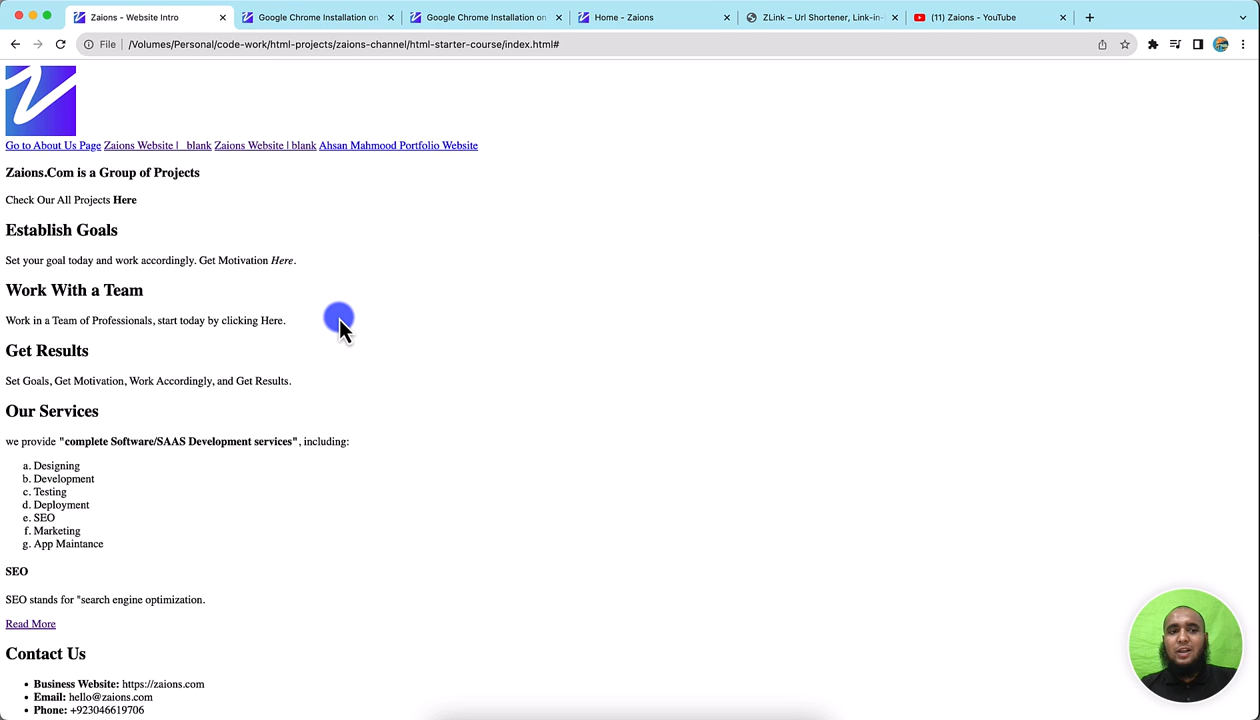 Zaions - Website Intro
Google Chrome Installation on
Google Chrome Installation on
Home - Zaions
ZLink – Url Shortener, Link-in-
(11) Zaions - YouTube
File
/Volumes/Personal/code-work/html-projects/zaions-channel/html-starter-course/index.html#
Go to About Us Page Zaions Website | _blank Zaions Website | blank Ahsan Mahmood Portfolio Website
Zaions.Com is a Group of Projects
Check Our All Projects Here
Establish Goals
Set your goal today and work accordingly. Get Motivation Here.
Work With a Team
Work in a Team of Professionals, start today by clicking Here.
Get Results
Set Goals, Get Motivation, Work Accordingly, and Get Results.
Our Services
we provide "complete Software/SAAS Development services", including:
a. Designing
b. Development
c. Testing
d. Deployment
e. SEO
f. Marketing
g. App Maintance
SEO
SEO stands for "search engine optimization.
Read More
Contact Us
• Business Website: https://zaions.com
• Email: hello@zaions.com
• Phone: +923046619706